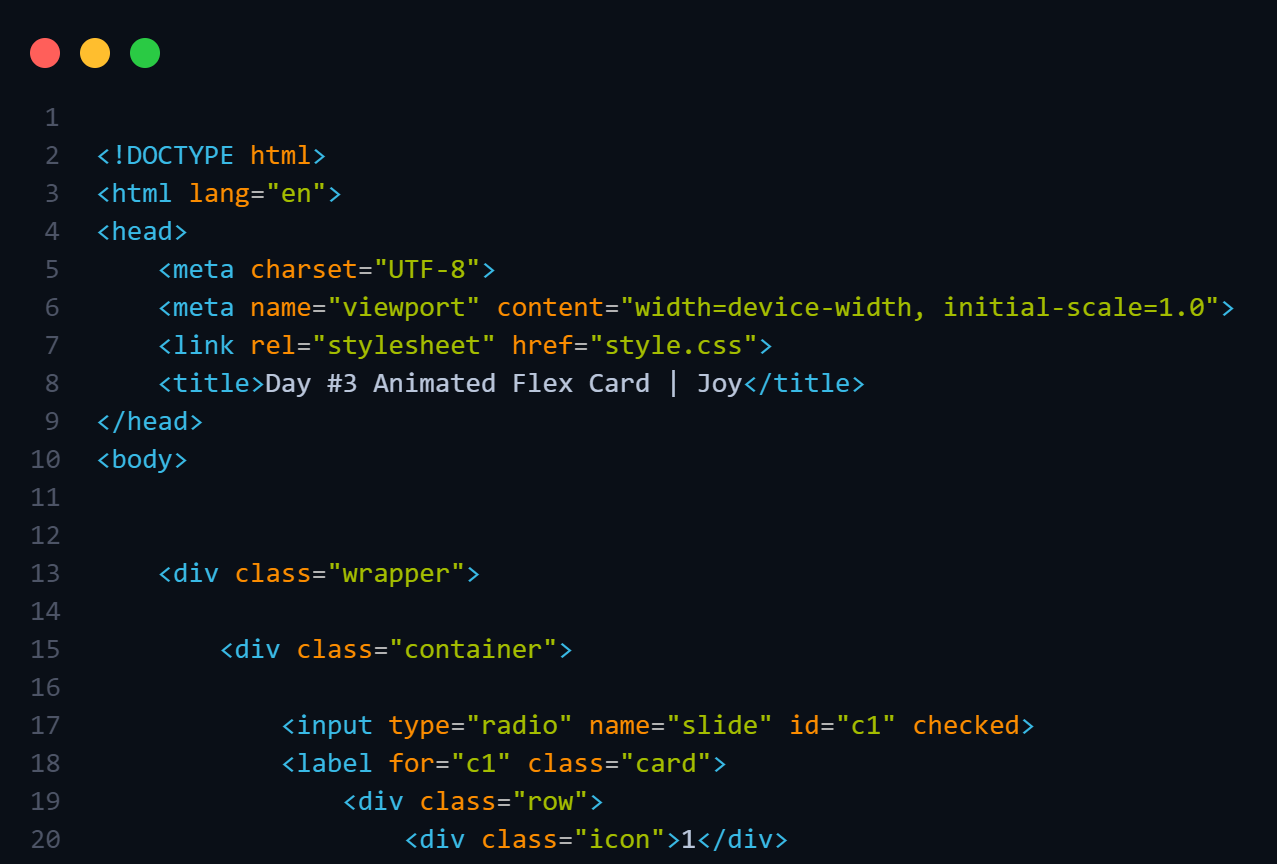 1
2 <!DOCTYPE html>
3 <html lang="en">
4 <head>
5     <meta charset="UTF-8">
6     <meta name="viewport" content="width=device-width, initial-scale=1.0">
7     <link rel="stylesheet" href="style.css">
8     <title>Day #3 Animated Flex Card | Joy</title>
9 </head>
10 <body>
11
12
13     <div class="wrapper">
14
15         <div class="container">
16
17             <input type="radio" name="slide" id="c1" checked>
18             <label for="c1" class="card">
19                 <div class="row">
20                     <div class="icon">1</div>